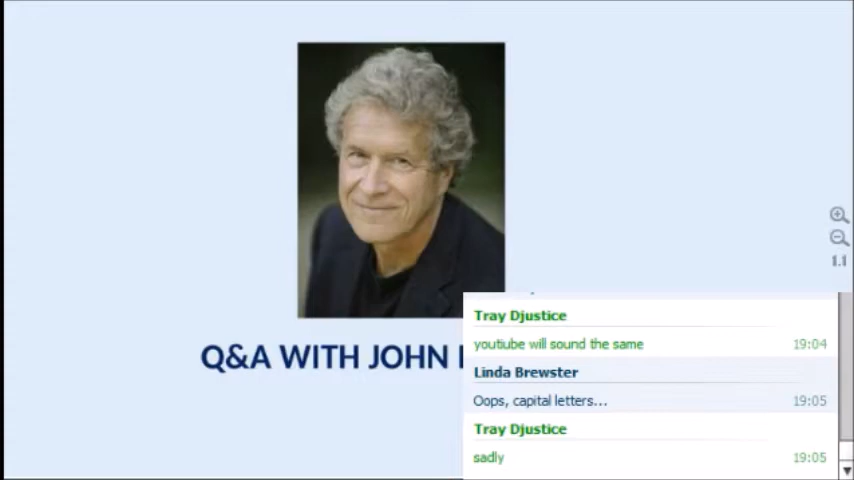 Q&A WITH JOHN
1:1
Tray Djustice
youtiube will sound the same 19:04
Linda Brewster
Oops, capital letters... 19:05
Tray Djustice
sadly 19:05